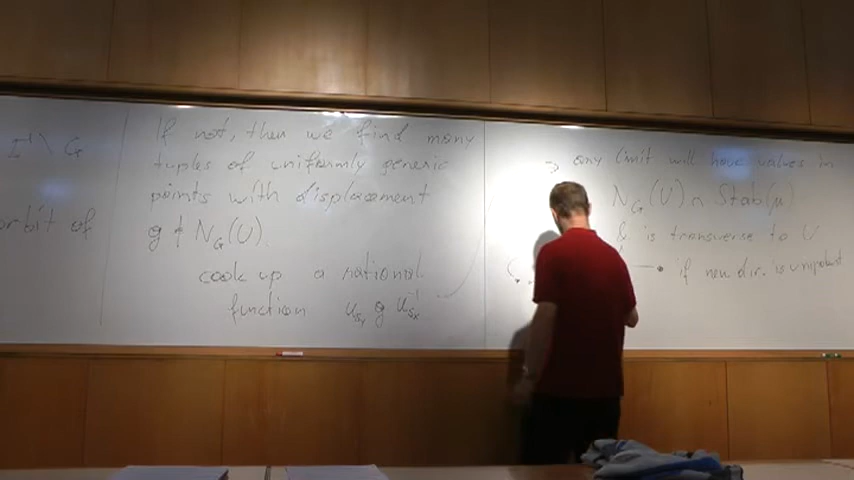 Γ \ G
orbit of
If not, then we find many
tuples of uniformly generic
points with displacement
g ∉ N_G(U).
cook up a rational
function u_{s_y} g u_{s_x}^{-1}
→ any limit will have values in
N_G(U) ∩ Stab(μ)
& is transverse to U
→ • if new dir. is unipotent